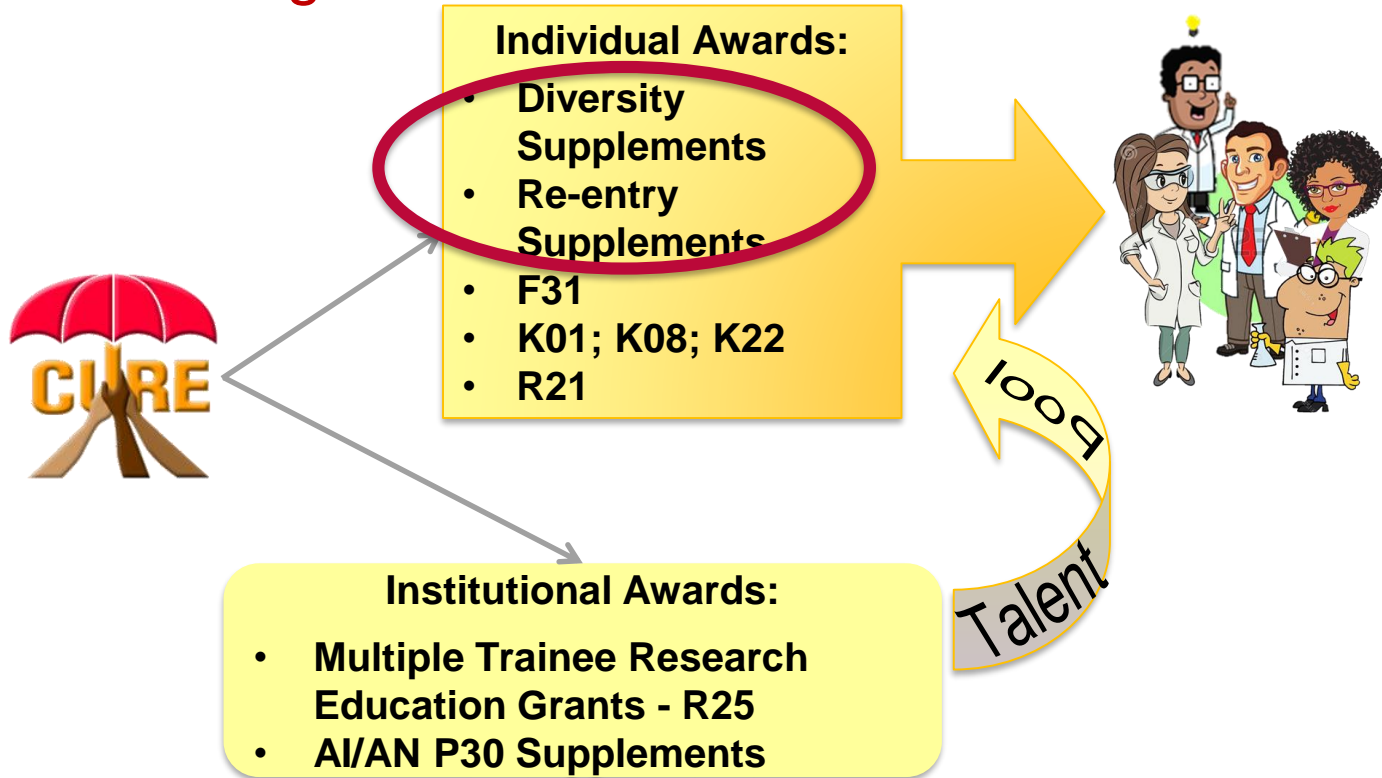 Individual Awards:
• Diversity
Supplements
• Re-entry
Supplements
• F31
• K01; K08; K22
• R21
CURE
Talent pool
Institutional Awards:
• Multiple Trainee Research
Education Grants - R25
• AI/AN P30 Supplements